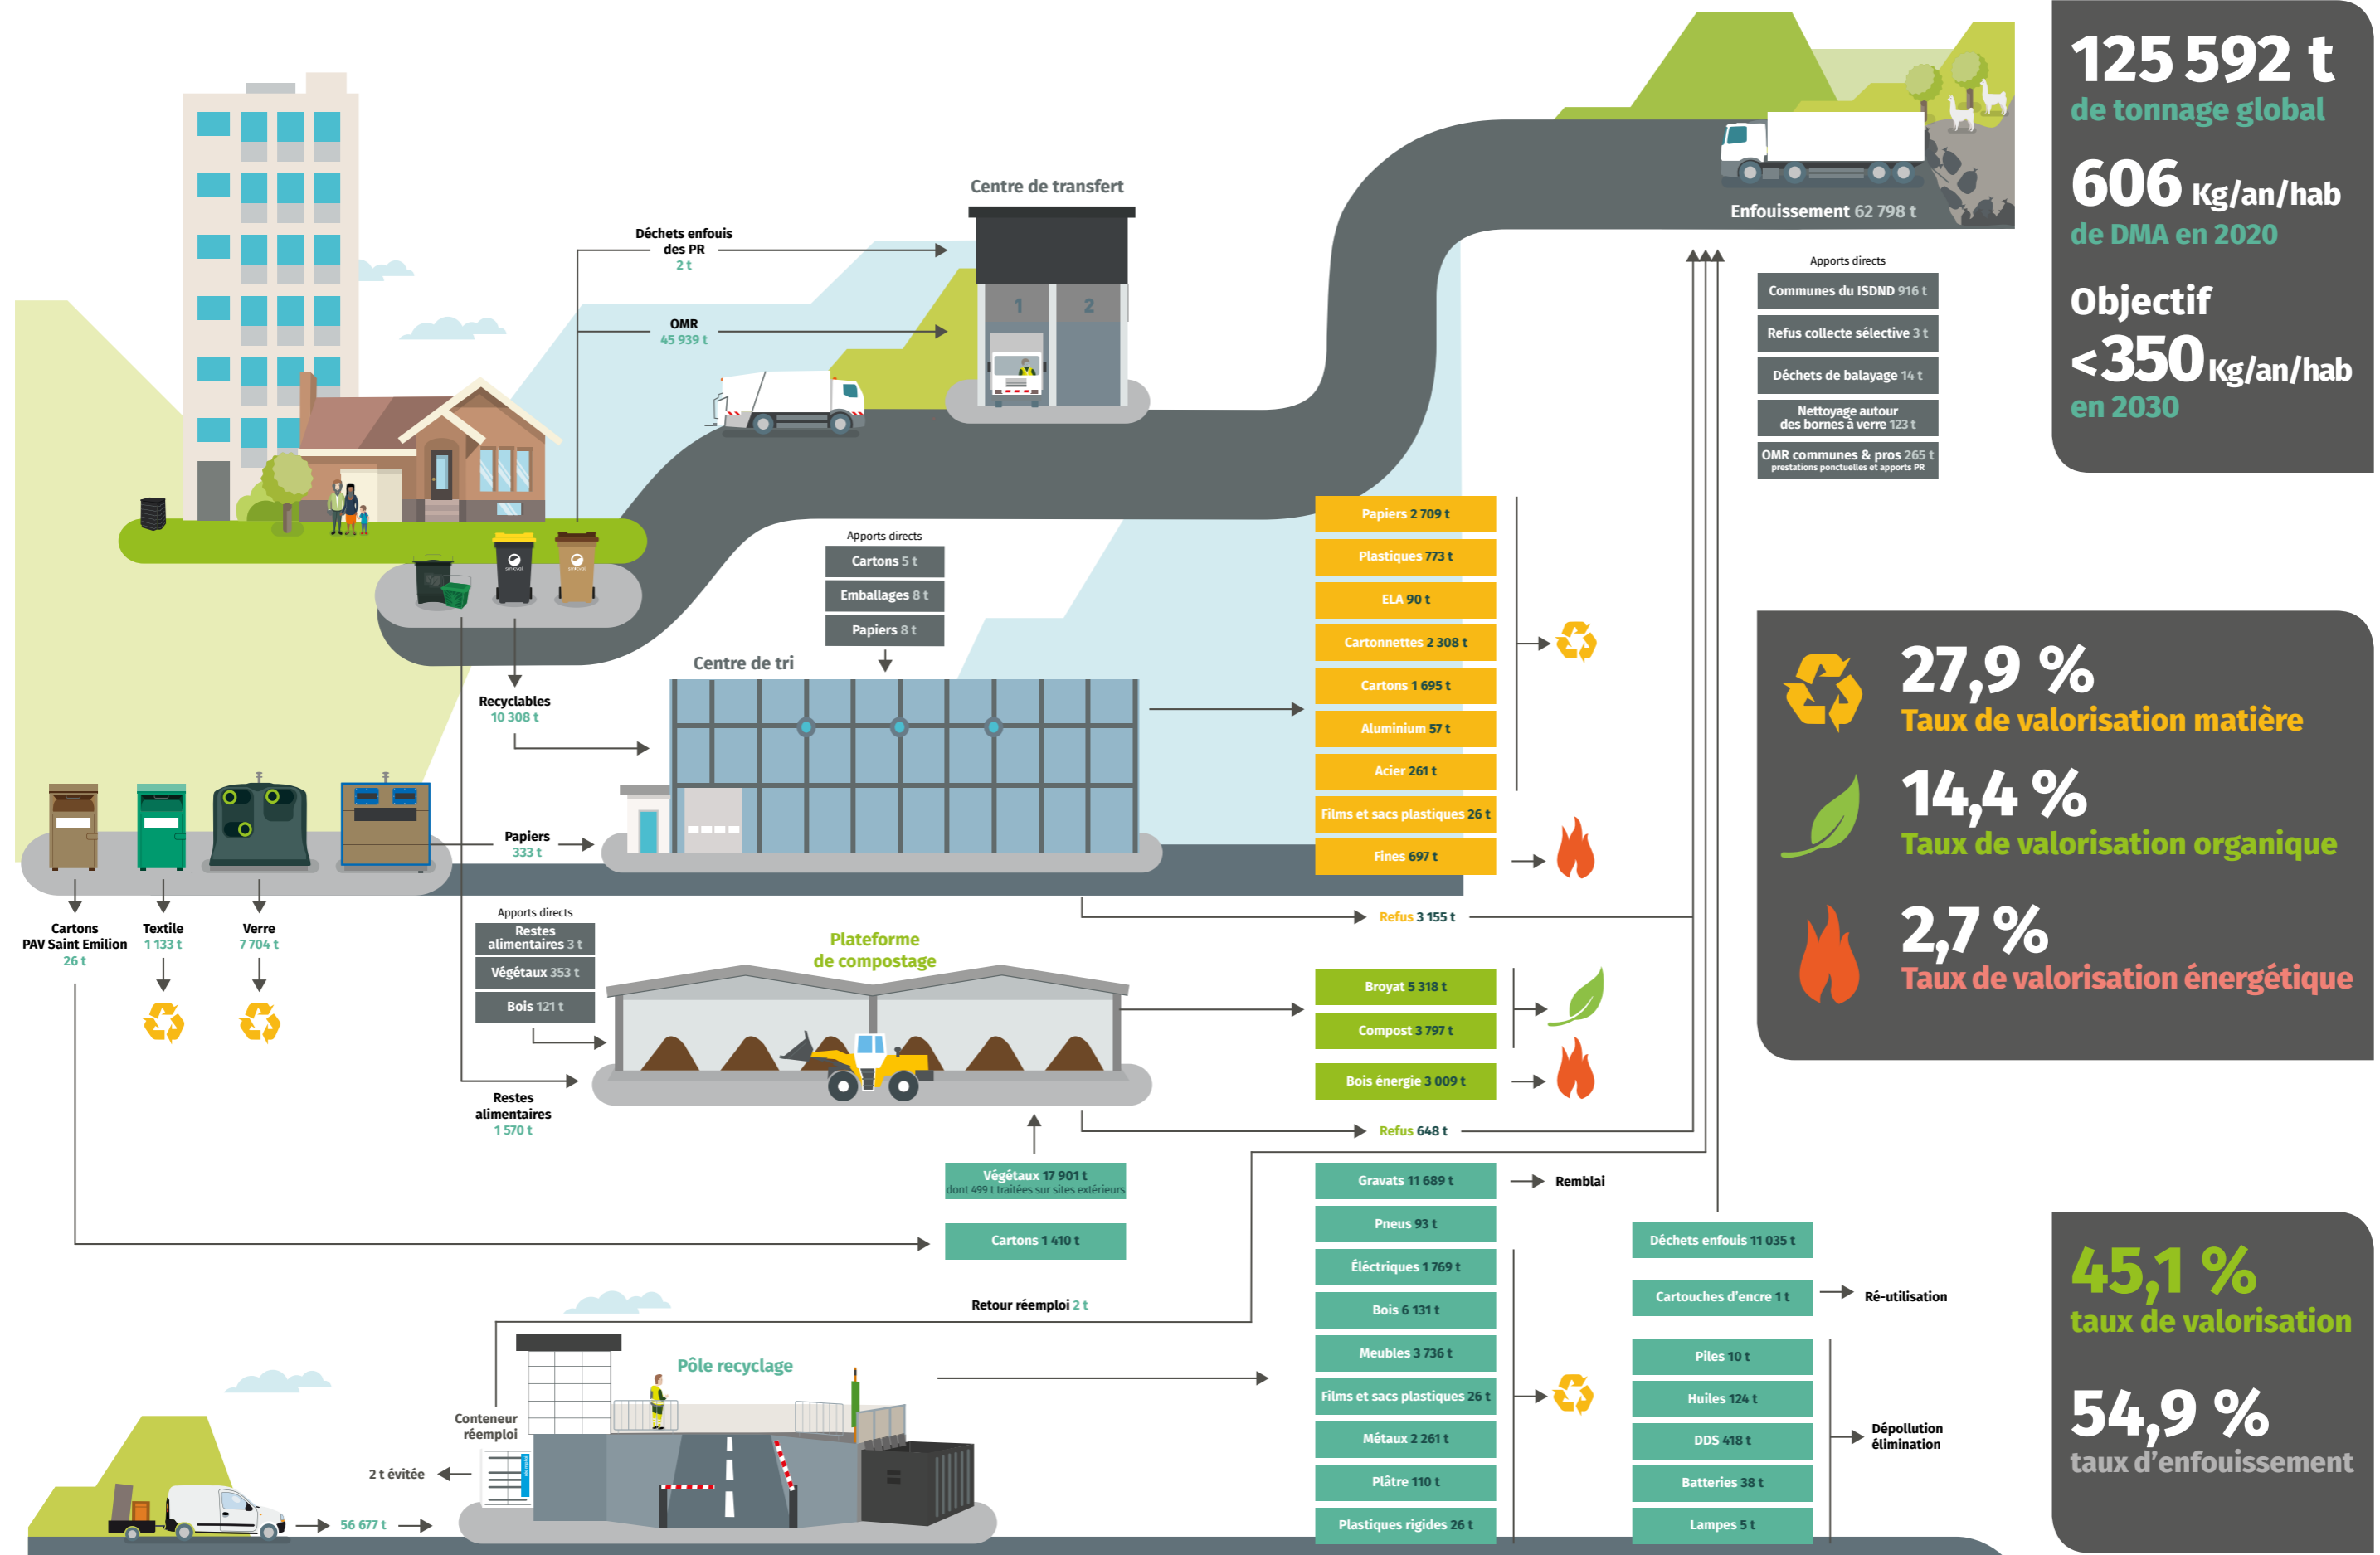 125 592 t
de tonnage global
606 Kg/an/hab
de DMA en 2020
Objectif
<350 Kg/an/hab
en 2030
Enfouissement 62 798 t
Centre de transfert
1
2
Déchets enfouis
des PR
2 t
OMR
45 939 t
Apports directs
Communes du ISDND 916 t
Refus collecte sélective 3 t
Déchets de balayage 14 t
Nettoyage autour
des bornes à verre 123 t
OMR communes & pros 265 t
prestations ponctuelles et apports PR
Apports directs
Cartons 5 t
Emballages 8 t
Papiers 8 t
Centre de tri
Recyclables
10 308 t
Papiers
333 t
Papiers 2 709 t
Plastiques 773 t
ELA 90 t
Cartonnettes 2 308 t
Cartons 1 695 t
Aluminium 57 t
Acier 261 t
Films et sacs plastiques 26 t
Fines 697 t
Refus 3 155 t
27,9 %
Taux de valorisation matière
14,4 %
Taux de valorisation organique
2,7 %
Taux de valorisation énergétique
Cartons
PAV Saint Emilion
26 t
Textile
1 133 t
Verre
7 704 t
Apports directs
Restes
alimentaires 3 t
Végétaux 353 t
Bois 121 t
Plateforme
de compostage
Restes
alimentaires
1 570 t
Broyat 5 318 t
Compost 3 797 t
Bois énergie 3 009 t
Refus 648 t
Végétaux 17 901 t
dont 499 t traitées sur sites extérieurs
Cartons 1 410 t
Retour réemploi 2 t
Pôle recyclage
Conteneur
réemploi
2 t évitée
56 677 t
Gravats 11 689 t
Remblai
Pneus 93 t
Éléctriques 1 769 t
Bois 6 131 t
Meubles 3 736 t
Films et sacs plastiques 26 t
Métaux 2 261 t
Plâtre 110 t
Plastiques rigides 26 t
Déchets enfouis 11 035 t
Cartouches d'encre 1 t
Ré-utilisation
Piles 10 t
Huiles 124 t
DDS 418 t
Batteries 38 t
Lampes 5 t
Dépollution
élimination
45,1 %
taux de valorisation
54,9 %
taux d'enfouissement